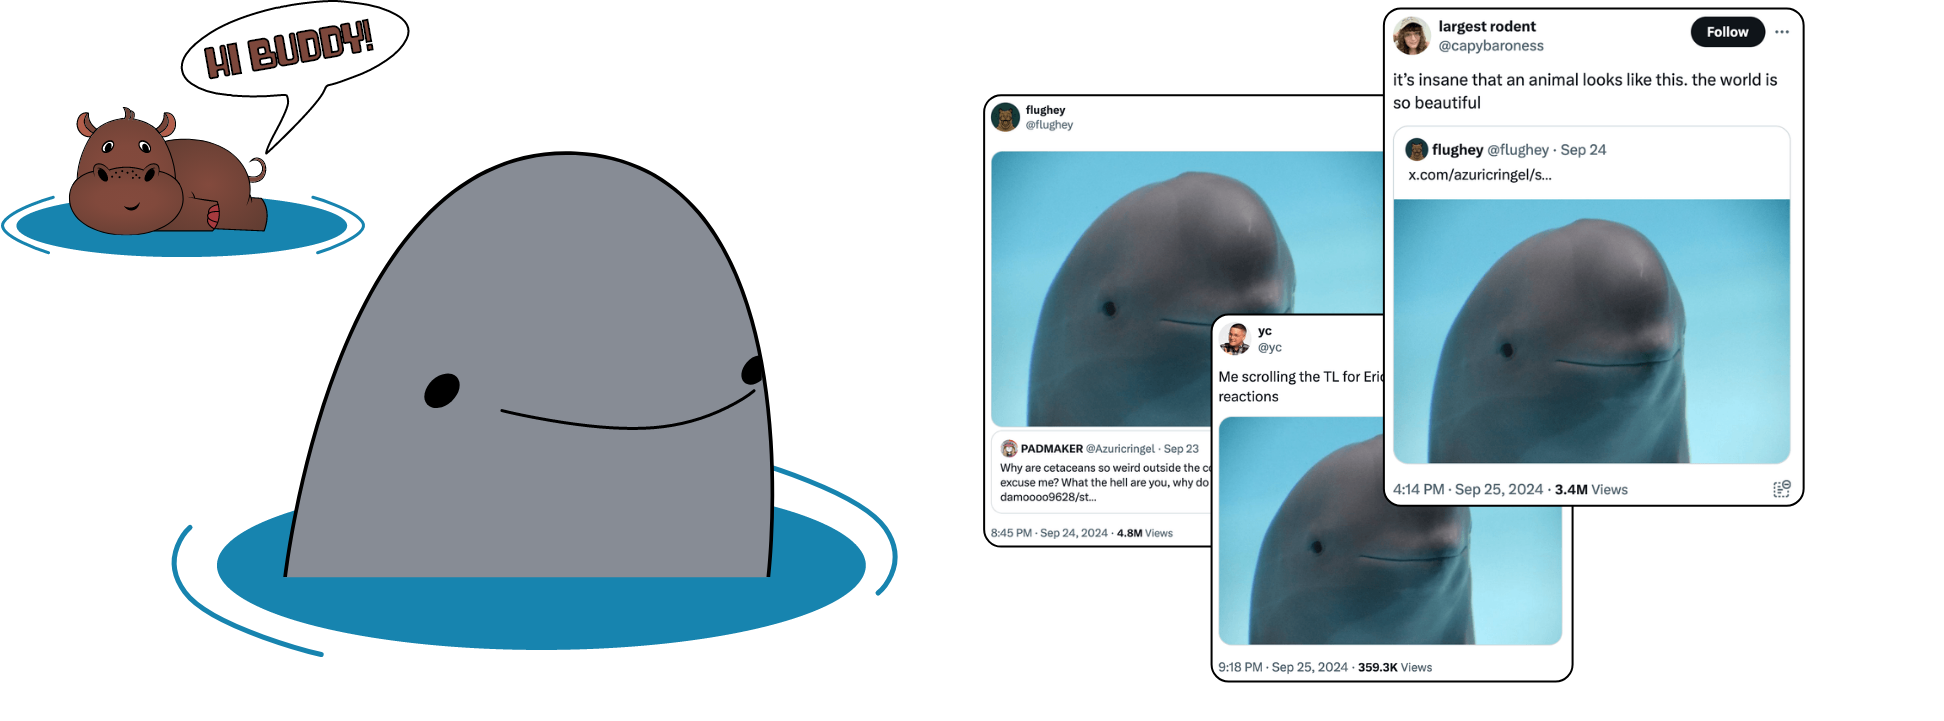 HI BUDDY!
flughey
@flughey
PADMAKER @Azuricringel · Sep 23
Why are cetaceans so weird outside the
excuse me? What the hell are you, why do
damoooo9628/st...
8:45 PM · Sep 24, 2024 · 4.8M Views
yc
@yc
Me scrolling the TL for
reactions
9:18 PM · Sep 25, 2024 · 359.3K Views
largest rodent
@capybaroness
Follow
it's insane that an animal looks like this. the world is
so beautiful
flughey @flughey · Sep 24
x.com/azuricringel/s...
4:14 PM · Sep 25, 2024 · 3.4M Views